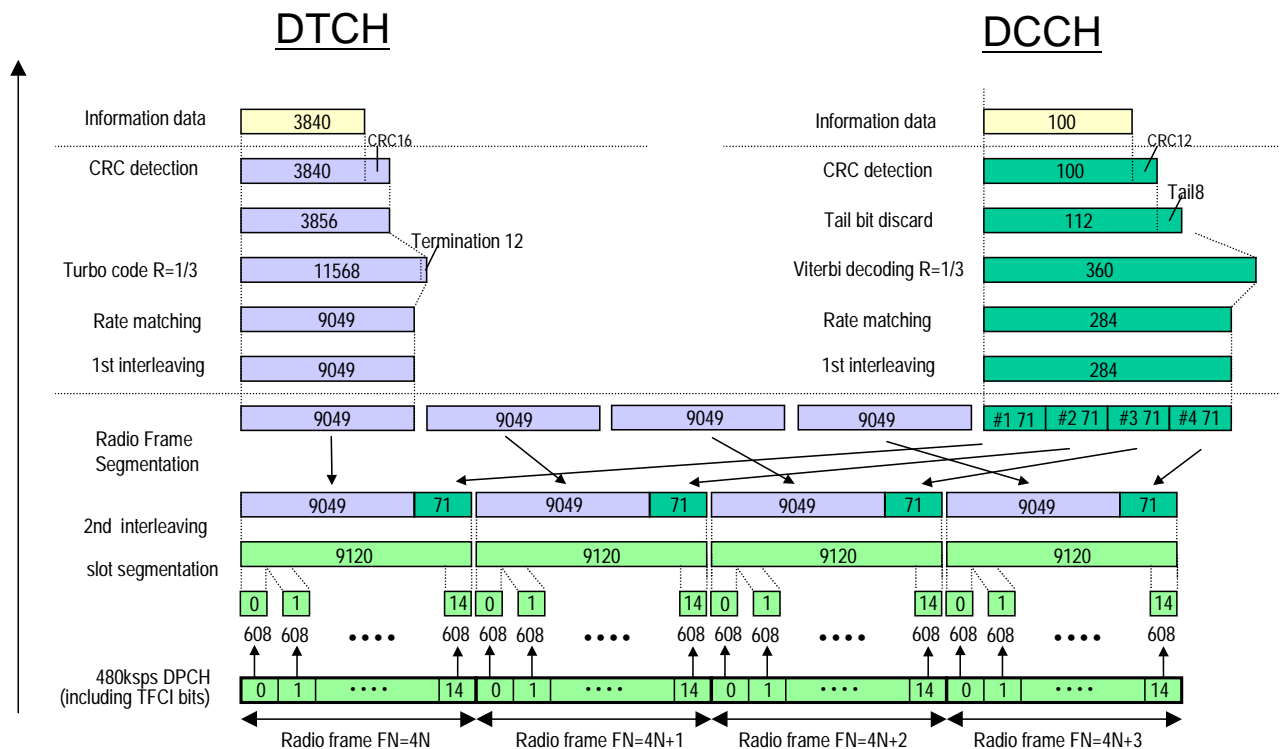 DTCH DCCH
Information data 3840 Information data 100
CRC16 CRC12
CRC detection 3840 CRC detection 100
Tail8
3856 Tail bit discard 112
Termination 12
Turbo code R=1/3 11568 Viterbi decoding R=1/3 360
Rate matching 9049 Rate matching 284
1st interleaving 9049 1st interleaving 284
9049 9049 9049 9049 #1 71 #2 71 #3 71 #4 71
Radio Frame
Segmentation
9049 71 9049 71 9049 71 9049 71
2nd interleaving
slot segmentation 9120 9120 9120 9120
0 1 14 0 1 14 0 1 14 0 1 14
608 608 •••• 608 608 608 •••• 608 608 608 •••• 608 608 608 •••• 608
480ksps DPCH
(including TFCI bits) 0 1 •••• 14 0 1 •••• 14 0 1 •••• 14 0 1 •••• 14
Radio frame FN=4N Radio frame FN=4N+1 Radio frame FN=4N+2 Radio frame FN=4N+3